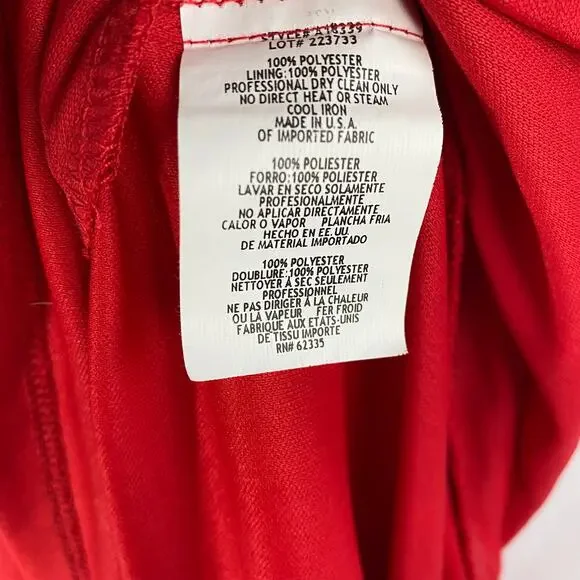 STYLE# A18339
LOT# 223733
100% POLYESTER
LINING: 100% POLYESTER
PROFESSIONAL DRY CLEAN ONLY
NO DIRECT HEAT OR STEAM
COOL IRON
MADE IN U.S.A.
OF IMPORTED FABRIC
100% POLIESTER
FORRO: 100% POLIESTER
LAVAR EN SECO SOLAMENTE
PROFESIONALMENTE
NO APLICAR DIRECTAMENTE
CALOR O VAPOR PLANCHA FRIA
HECHO EN EE.UU.
DE MATERIAL IMPORTADO
100% POLYESTER
DOUBLURE: 100% POLYESTER
NETTOYER À SEC SEULEMENT
PROFESSIONNEL
NE PAS DIRIGER À LA CHALEUR
OU LA VAPEUR FER FROID
FABRIQUE AUX ETATS-UNIS
DE TISSU IMPORTE
RN# 62335